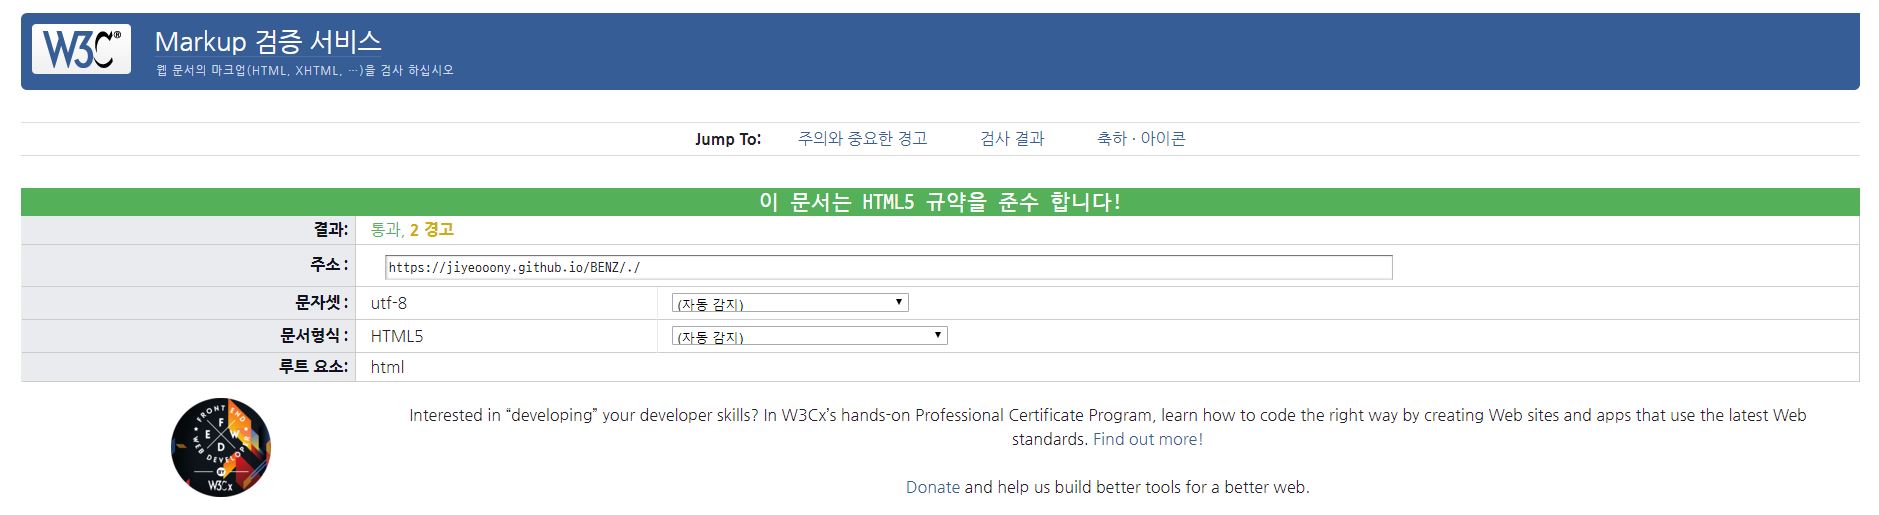 W3C®
Markup 검증 서비스
웹 문서의 마크업(HTML, XHTML, …)을 검사 하십시오
Jump To: 주의와 중요한 경고 검사 결과 축하 · 아이콘
이 문서는 HTML5 규약을 준수 합니다!
결과: 통과, 2 경고
주소 : https://jiyeooony.github.io/BENZ/./
문자셋 : utf-8 (자동 감지)
문서형식 : HTML5 (자동 감지)
루트 요소: html
FRONT END
F
E W
D
WEB DEVELOPER
BY
W3Cx
Interested in “developing” your developer skills? In W3Cx’s hands-on Professional Certificate Program, learn how to code the right way by creating Web sites and apps that use the latest Web
standards. Find out more!
Donate and help us build better tools for a better web.